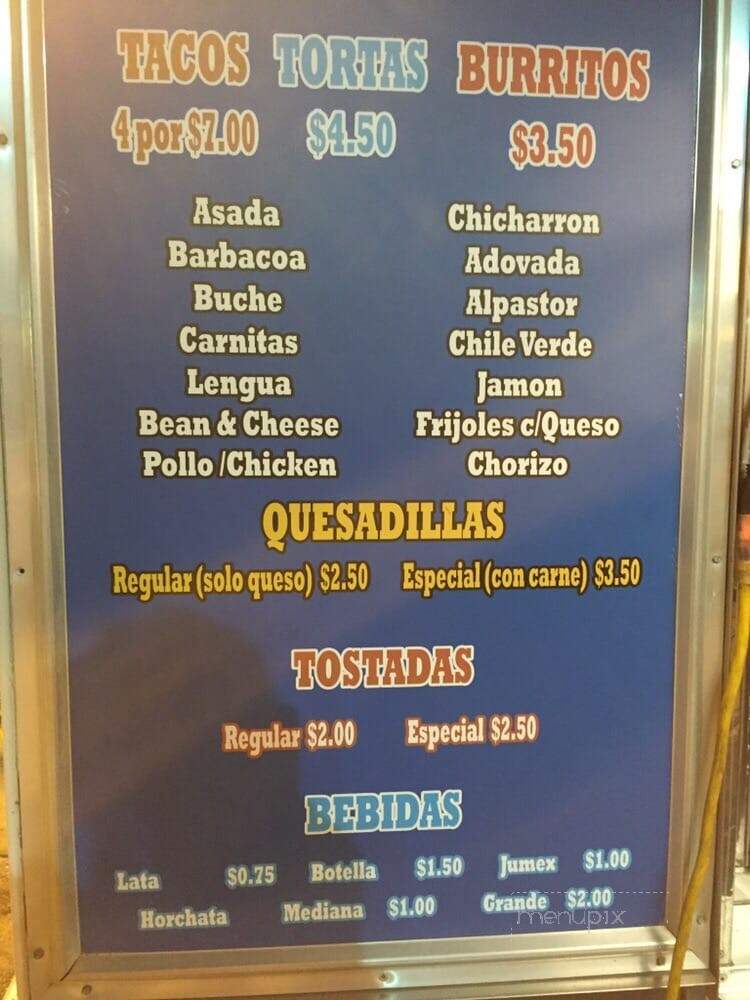 TACOS TORTAS BURRITOS
4 por $7.00 $4.50 $3.50
Asada Chicharron
Barbacoa Adovada
Buche Alpastor
Carnitas Chile Verde
Lengua Jamon
Bean & Cheese Frijoles c/Queso
Pollo /Chicken Chorizo
QUESADILLAS
Regular (solo queso) $2.50 Especial (con carne) $3.50
TOSTADAS
Regular $2.00 Especial $2.50
BEBIDAS
Lata $0.75 Botella $1.50 Jumex $1.00
Horchata Mediana $1.00 Grande $2.00
menupix